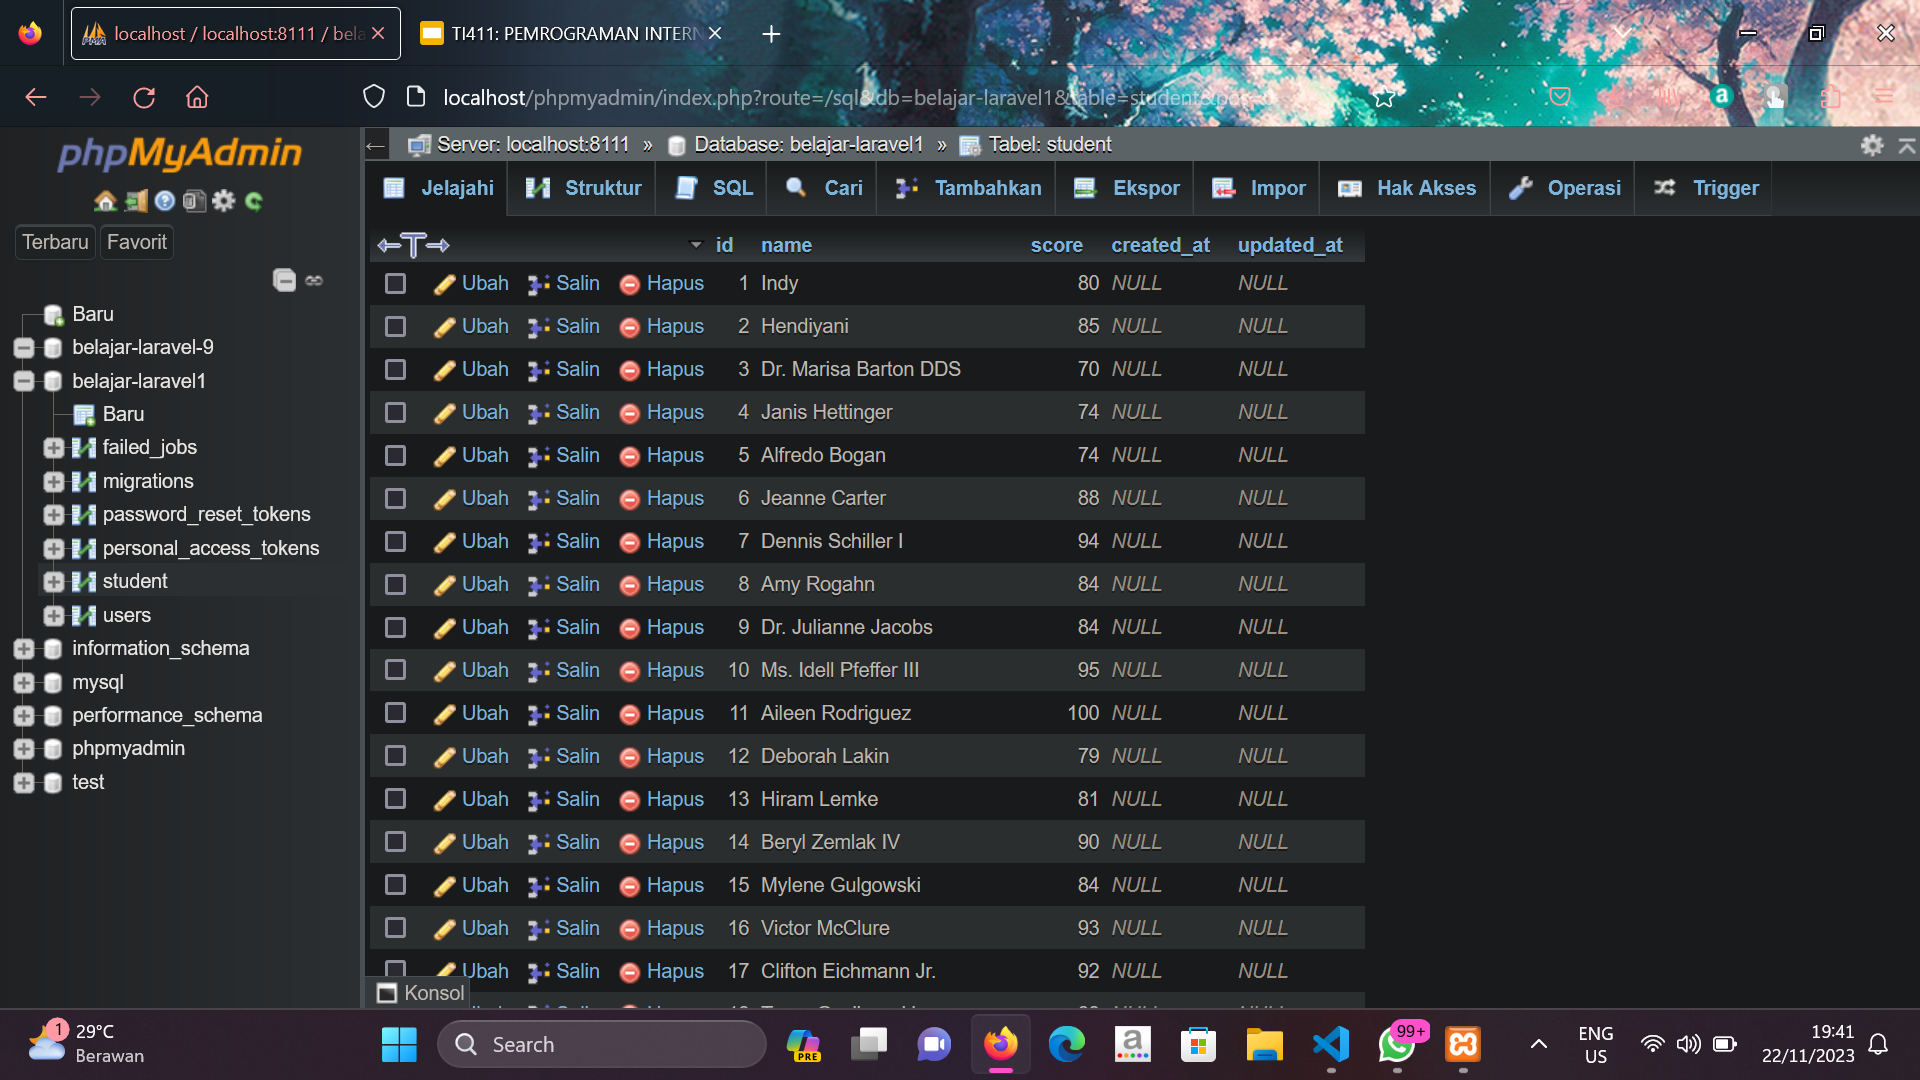 localhost / localhost:8111 / bela
TI411: PEMROGRAMAN INTERN
localhost/phpmyadmin/index.php?route=/sql&db=belajar-laravel1&table=student&pos=0
phpMyAdmin
Terbaru Favorit
Baru
belajar-laravel-9
belajar-laravel1
Baru
failed_jobs
migrations
password_reset_tokens
personal_access_tokens
student
users
information_schema
mysql
performance_schema
phpmyadmin
test
Server: localhost:8111 » Database: belajar-laravel1 » Tabel: student
Jelajahi Struktur SQL Cari Tambahkan Ekspor Impor Hak Akses Operasi Trigger
id name score created_at updated_at
Ubah Salin Hapus 1 Indy 80 NULL NULL
Ubah Salin Hapus 2 Hendiyani 85 NULL NULL
Ubah Salin Hapus 3 Dr. Marisa Barton DDS 70 NULL NULL
Ubah Salin Hapus 4 Janis Hettinger 74 NULL NULL
Ubah Salin Hapus 5 Alfredo Bogan 74 NULL NULL
Ubah Salin Hapus 6 Jeanne Carter 88 NULL NULL
Ubah Salin Hapus 7 Dennis Schiller I 94 NULL NULL
Ubah Salin Hapus 8 Amy Rogahn 84 NULL NULL
Ubah Salin Hapus 9 Dr. Julianne Jacobs 84 NULL NULL
Ubah Salin Hapus 10 Ms. Idell Pfeffer III 95 NULL NULL
Ubah Salin Hapus 11 Aileen Rodriguez 100 NULL NULL
Ubah Salin Hapus 12 Deborah Lakin 79 NULL NULL
Ubah Salin Hapus 13 Hiram Lemke 81 NULL NULL
Ubah Salin Hapus 14 Beryl Zemlak IV 90 NULL NULL
Ubah Salin Hapus 15 Mylene Gulgowski 84 NULL NULL
Ubah Salin Hapus 16 Victor McClure 93 NULL NULL
Ubah Salin Hapus 17 Clifton Eichmann Jr. 92 NULL NULL
Konsol
1
29°C
Berawan
Search
PRE
99+
ENG
US
19:41
22/11/2023